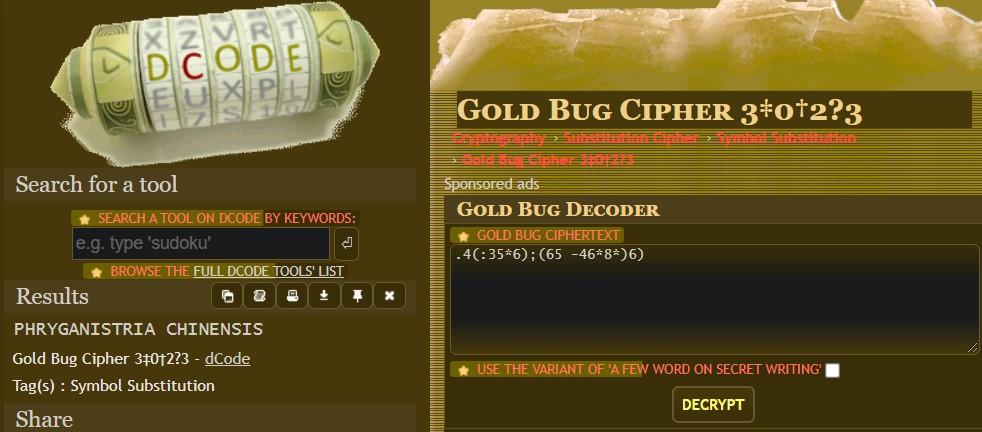 X Z V R T
D C O D E
E U X P L
Search for a tool
SEARCH A TOOL ON DCODE BY KEYWORDS:
e.g. type 'sudoku'
BROWSE THE FULL DCODE TOOLS' LIST
Results
PHRYGANISTRIA CHINENSIS
Gold Bug Cipher 3‡0†2?3 - dCode
Tag(s) : Symbol Substitution
Share
Gold Bug Cipher 3‡0†2?3
Cryptography › Substitution Cipher › Symbol Substitution
› Gold Bug Cipher 3‡0†2?3
Sponsored ads
Gold Bug Decoder
GOLD BUG CIPHERTEXT
.4(:35*6);(65 -46*8*)6)
USE THE VARIANT OF 'A FEW WORD ON SECRET WRITING'
DECRYPT